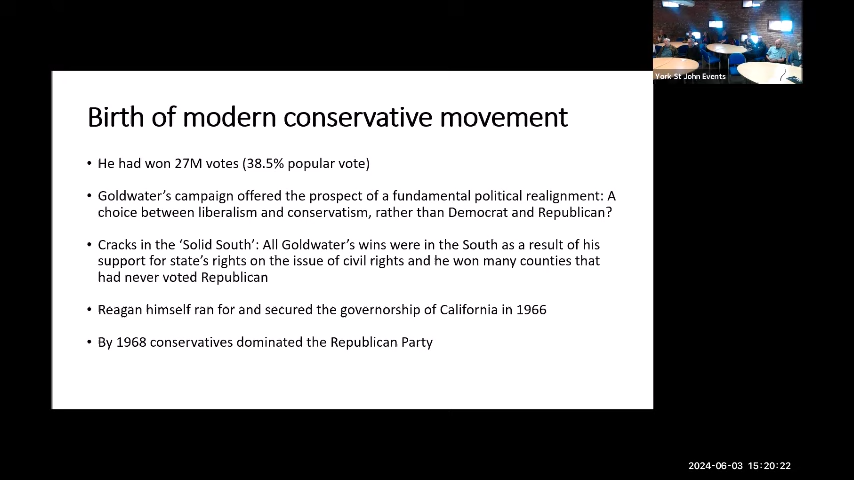 York St John Events
Birth of modern conservative movement
• He had won 27M votes (38.5% popular vote)
• Goldwater's campaign offered the prospect of a fundamental political realignment: A
choice between liberalism and conservatism, rather than Democrat and Republican?
• Cracks in the 'Solid South': All Goldwater's wins were in the South as a result of his
support for state's rights on the issue of civil rights and he won many counties that
had never voted Republican
• Reagan himself ran for and secured the governorship of California in 1966
• By 1968 conservatives dominated the Republican Party
2024-06-03 15:20:22